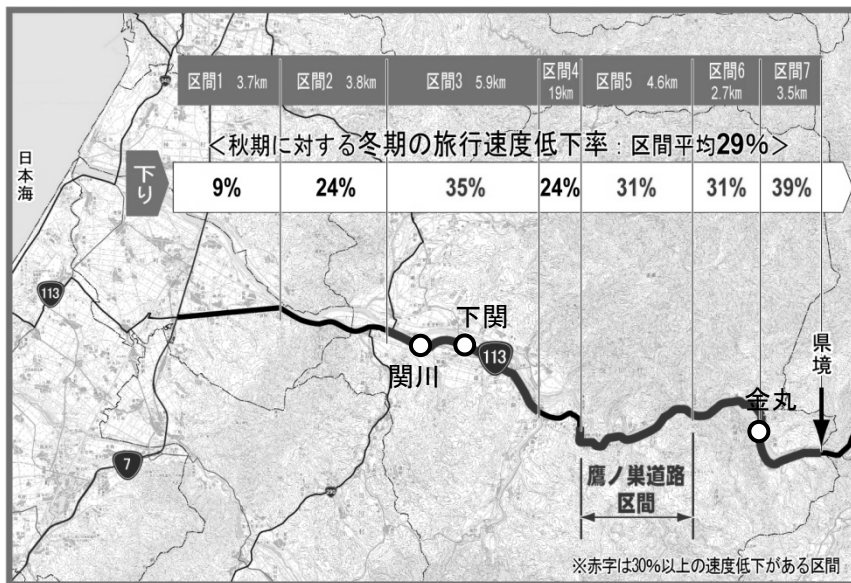 区間1 3.7km
区間2 3.8km
区間3 5.9km
区間4
19km
区間5 4.6km
区間6
2.7km
区間7
3.5km
<秋期に対する冬期の旅行速度低下率:区間平均29%>
下り
9%
24%
35%
24%
31%
31%
39%
日本海
113
下関
関川
113
県境
金丸
7
鷹ノ巣道路
区間
※赤字は30%以上の速度低下がある区間